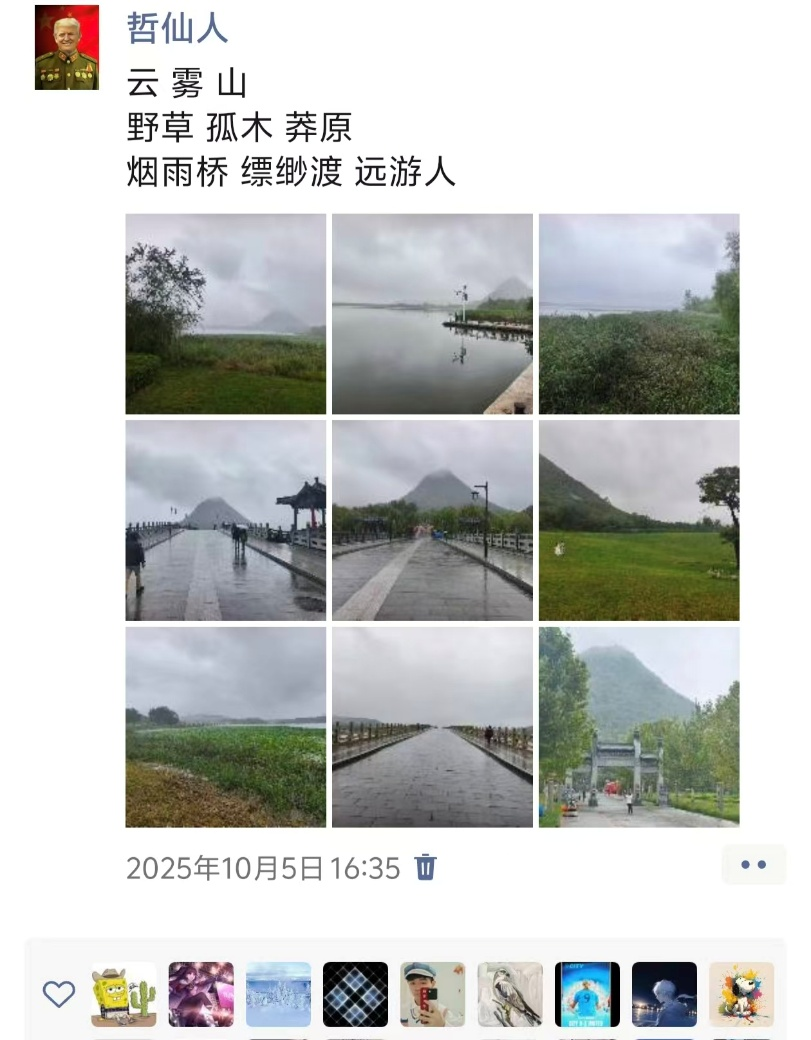 哲仙人
云 雾 山
野草 孤木 莽原
烟雨桥 缥缈渡 远游人
2025年10月5日 16:35